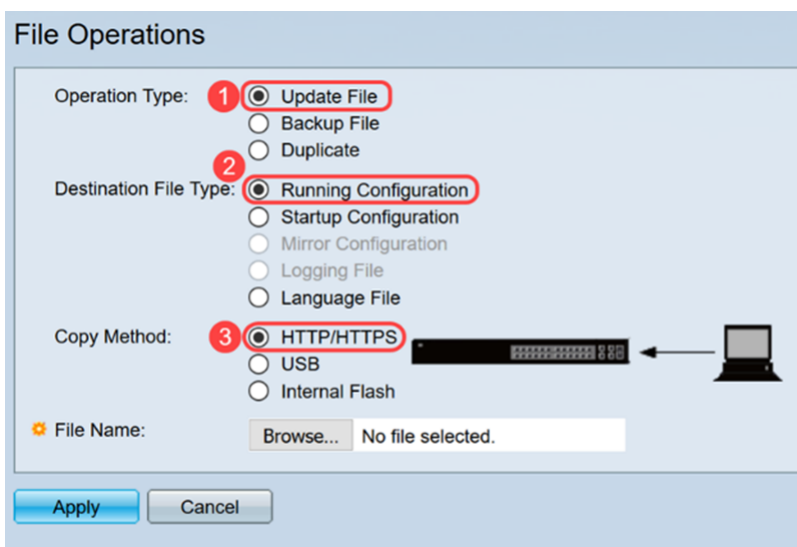 File Operations
Operation Type: 1 Update File
Backup File
Duplicate
2
Destination File Type: Running Configuration
Startup Configuration
Mirror Configuration
Logging File
Language File
Copy Method: 3 HTTP/HTTPS
USB
Internal Flash
File Name: Browse... No file selected.
Apply Cancel